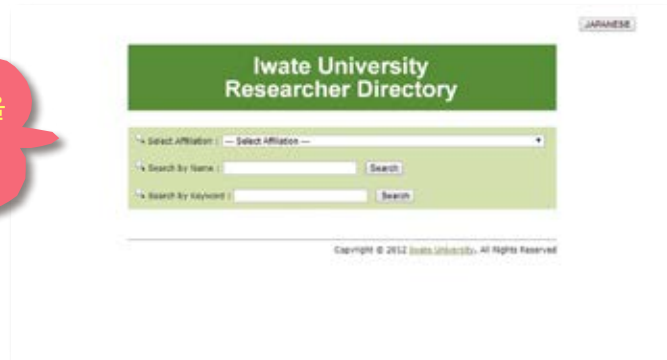 JAPANESE
Iwate University
Researcher Directory
Select Affiliation : --- Select Affiliation ---
Search by Name : Search
Search by Keyword : Search
Copyright © 2012 Iwate University. All Rights Reserved